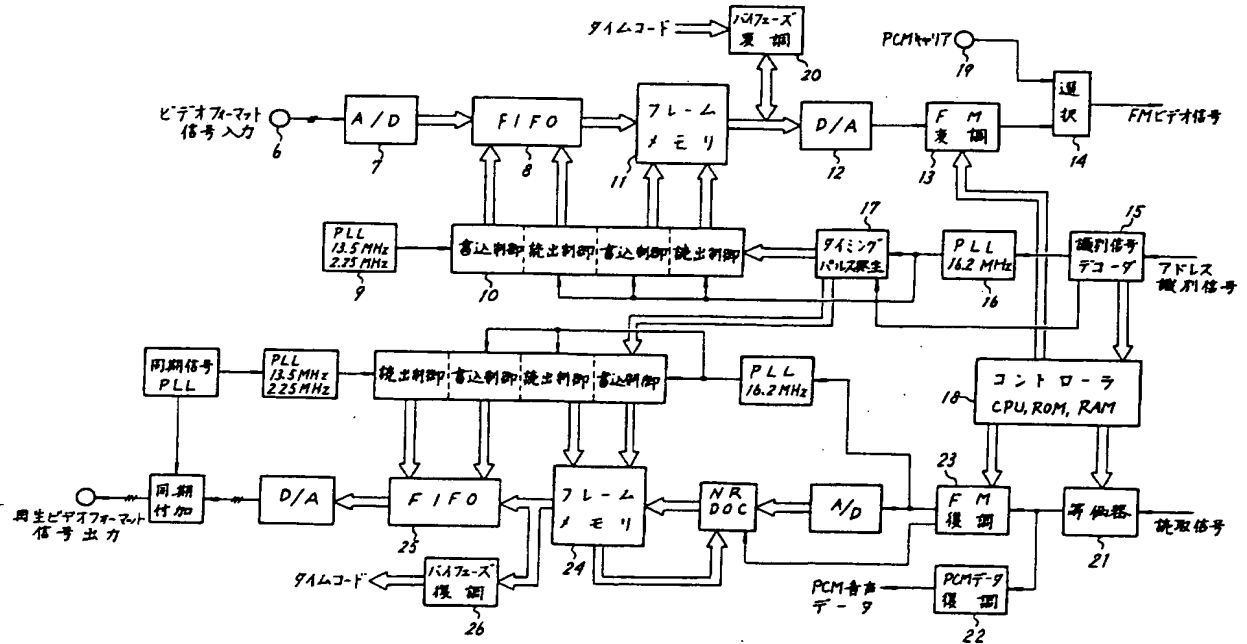 タイムコード
バイフェーズ
変調
20
PCMキャリア
19
選
択
14
FMビデオ信号
ビデオフォーマット
信号入力
6
A/D
7
FIFO
8
フレーム
メモリ
11
D/A
12
FM
変調
13
PLL
13.5MHz
2.25MHz
9
書込制御
読出制御
書込制御
読出制御
10
17
タイミング
パルス発生
PLL
16.2MHz
16
15
識別信号
デコーダ
アドレス
識別信号
同期信号
PLL
PLL
13.5MHz
2.25MHz
読出制御
書込制御
読出制御
書込制御
PLL
16.2MHz
コントローラ
CPU,ROM,RAM
18
再生ビデオフォーマット
信号出力
同期
付加
D/A
FIFO
25
フレーム
メモリ
24
NR
DOC
A/D
23
FM
復調
等価器
21
読取信号
タイムコード
バイフェーズ
復調
26
PCM音声
データ
PCMデータ
復調
22